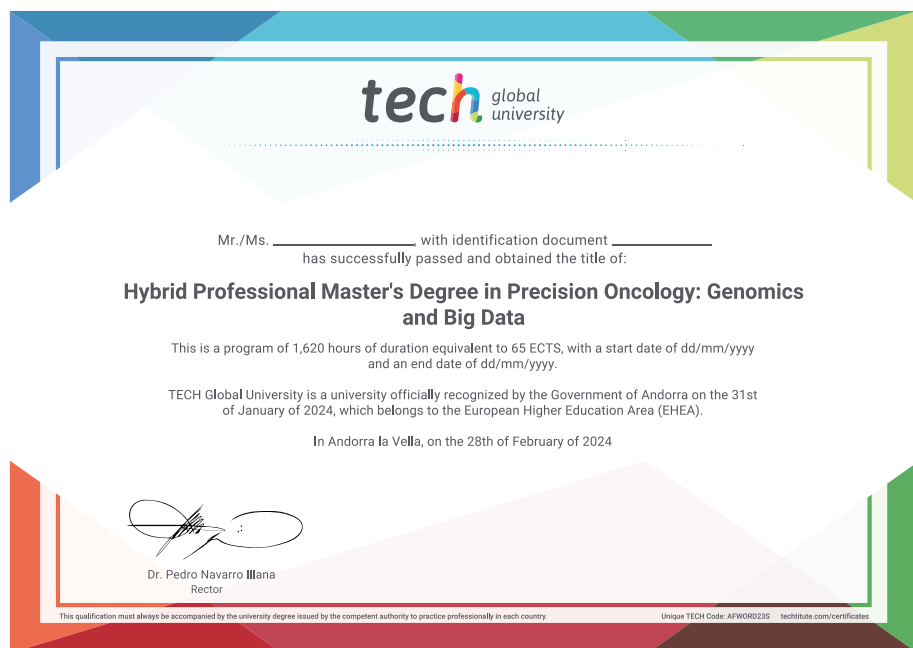 tech global
university
Mr./Ms. ____________________, with identification document ______________
has successfully passed and obtained the title of:
Hybrid Professional Master's Degree in Precision Oncology: Genomics
and Big Data
This is a program of 1,620 hours of duration equivalent to 65 ECTS, with a start date of dd/mm/yyyy
and an end date of dd/mm/yyyy.
TECH Global University is a university officially recognized by the Government of Andorra on the 31st
of January of 2024, which belongs to the European Higher Education Area (EHEA).
In Andorra la Vella, on the 28th of February of 2024
Dr. Pedro Navarro Illana
Rector
This qualification must always be accompanied by the university degree issued by the competent authority to practice professionally in each country. Unique TECH Code: AFWORD23S techtitute.com/certificates